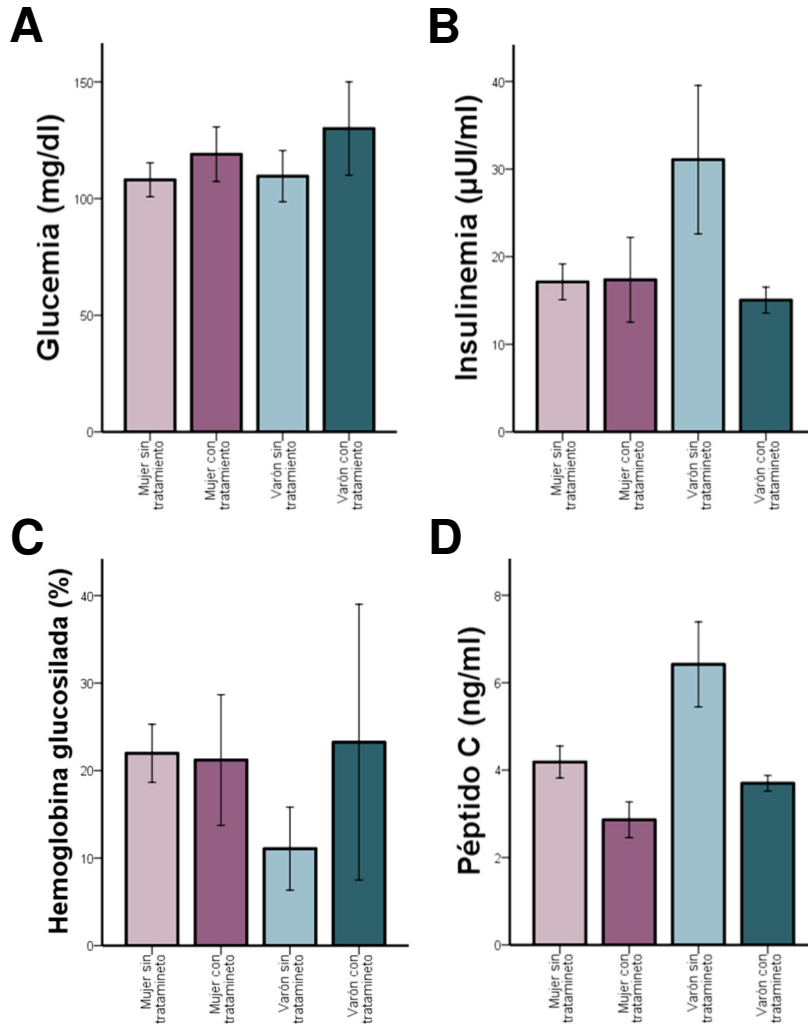 A
Glucemia (mg/dl)
150
100
50
0
Mujer sin
tratamiento
Mujer con
tratamiento
Varón sin
tratamiento
Varón con
tratamiento
B
Insulinemia (μUI/ml)
40
30
20
10
0
Mujer sin
tratamineto
Mujer con
tratamineto
Varón sin
tratamineto
Varón con
tratamineto
C
Hemoglobina glucosilada (%)
40
30
20
10
0
Mujer sin
tratamineto
Mujer con
tratamineto
Varón sin
tratamineto
Varón con
tratamineto
D
Péptido C (ng/ml)
8
6
4
2
0
Mujer sin
tratamineto
Mujer con
tratamineto
Varón sin
tratamineto
Varón con
tratamineto